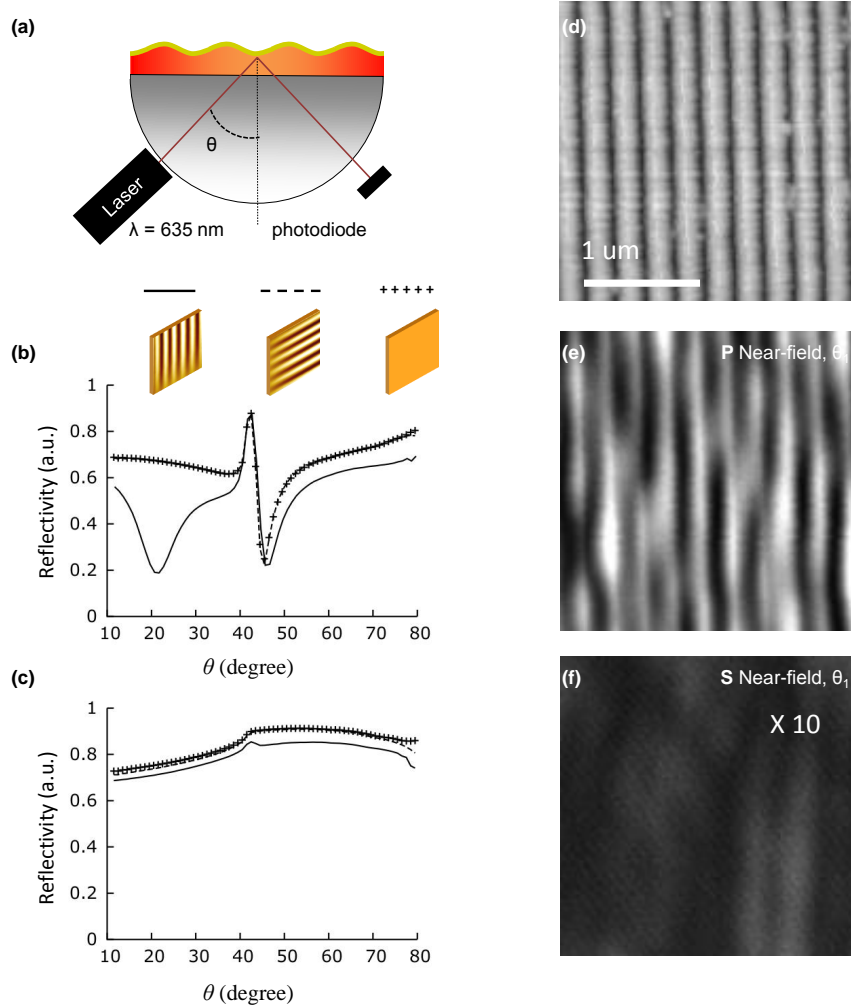 (a)
θ
Laser
λ = 635 nm
photodiode
+++++
(b)
1
0.8
0.6
0.4
0.2
0
Reflectivity (a.u.)
10 20 30 40 50 60 70 80
θ (degree)
(c)
1
0.8
0.6
0.4
0.2
0
Reflectivity (a.u.)
10 20 30 40 50 60 70 80
θ (degree)
(d)
1 um
(e)
P Near-field, θ
(f)
S Near-field, θ₁
X 10